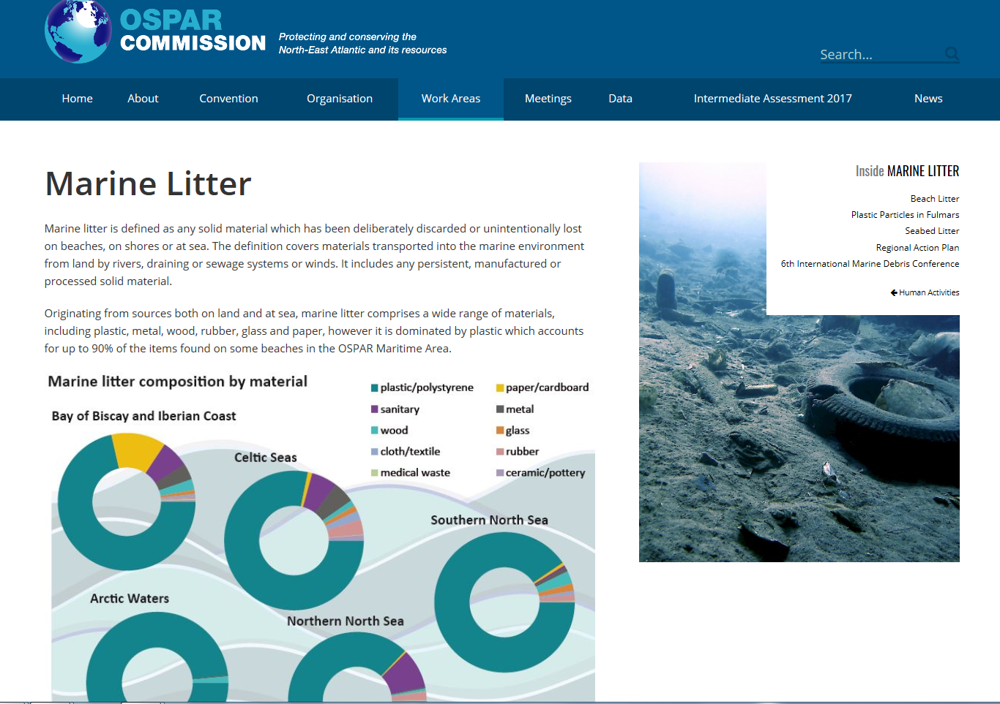 OSPAR
COMMISSION
Protecting and conserving the
North-East Atlantic and its resources
Search...
Home
About
Convention
Organisation
Work Areas
Meetings
Data
Intermediate Assessment 2017
News
Marine Litter
Marine litter is defined as any solid material which has been deliberately discarded or unintentionally lost
on beaches, on shores or at sea. The definition covers materials transported into the marine environment
from land by rivers, draining or sewage systems or winds. It includes any persistent, manufactured or
processed solid material.
Originating from sources both on land and at sea, marine litter comprises a wide range of materials,
including plastic, metal, wood, rubber, glass and paper, however it is dominated by plastic which accounts
for up to 90% of the items found on some beaches in the OSPAR Maritime Area.
Marine litter composition by material
plastic/polystyrene
paper/cardboard
sanitary
metal
wood
glass
cloth/textile
rubber
medical waste
ceramic/pottery
Bay of Biscay and Iberian Coast
Celtic Seas
Southern North Sea
Arctic Waters
Northern North Sea
Inside MARINE LITTER
Beach Litter
Plastic Particles in Fulmars
Seabed Litter
Regional Action Plan
6th International Marine Debris Conference
Human Activities